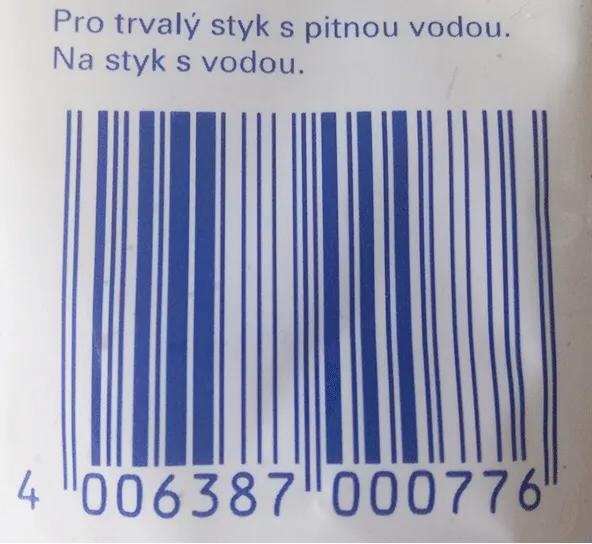 Pro trvalý styk s pitnou vodou.
Na styk s vodou.
4 006387 000776